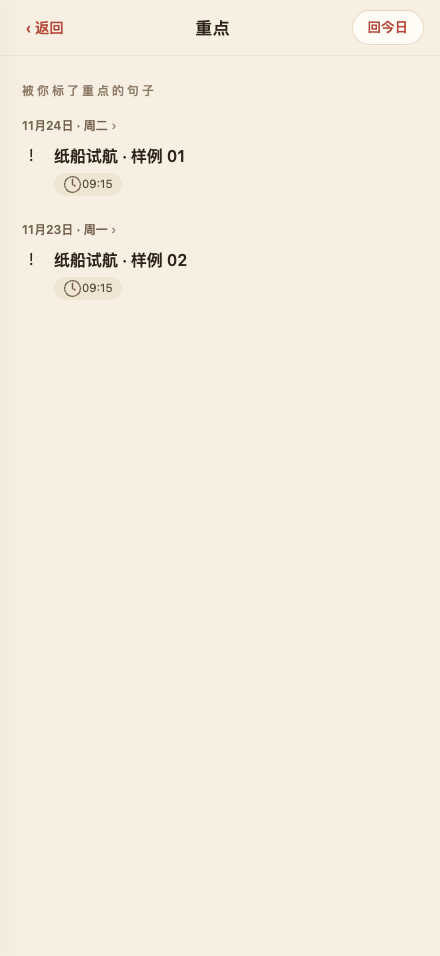 ‹ 返回
重点
回今日
被你标了重点的句子
11月24日 · 周二 ›
! 纸船试航 · 样例 01
09:15
11月23日 · 周一 ›
! 纸船试航 · 样例 02
09:15